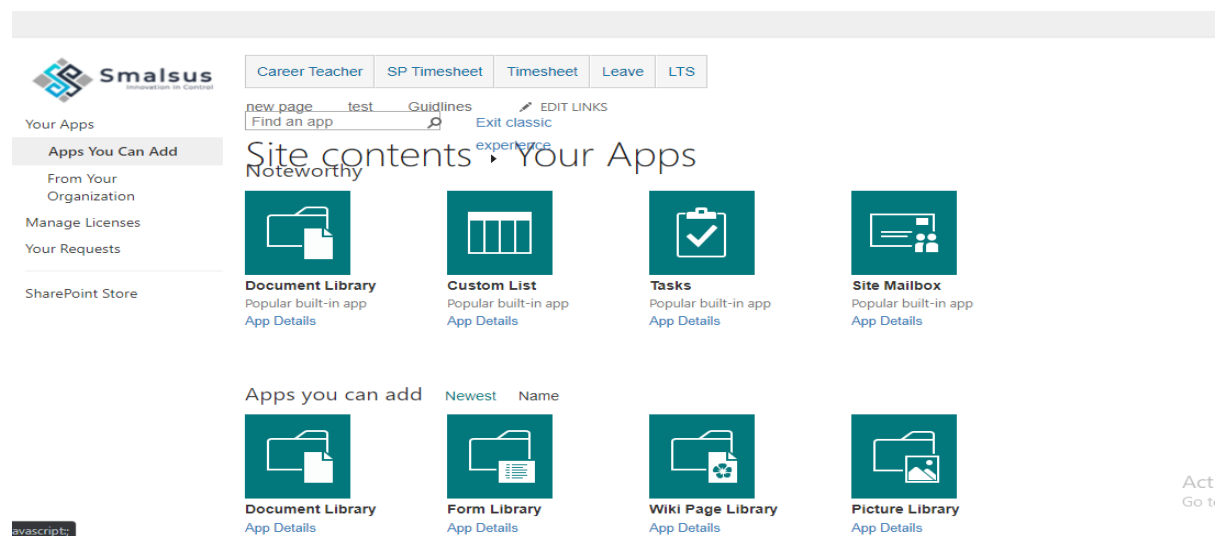 Smalsus
Innovation in Control
Career Teacher SP Timesheet Timesheet Leave LTS
new page test Guidlines EDIT LINKS
Find an app
Exit classic
experience
Site contents Your Apps
Your Apps
Apps You Can Add
From Your
Organization
Manage Licenses
Your Requests
SharePoint Store
Noteworthy
Document Library Custom List Tasks Site Mailbox
Popular built-in app Popular built-in app Popular built-in app Popular built-in app
App Details App Details App Details App Details
Apps you can add Newest Name
Document Library Form Library Wiki Page Library Picture Library
App Details App Details App Details App Details
Act
Go to
avascript:;